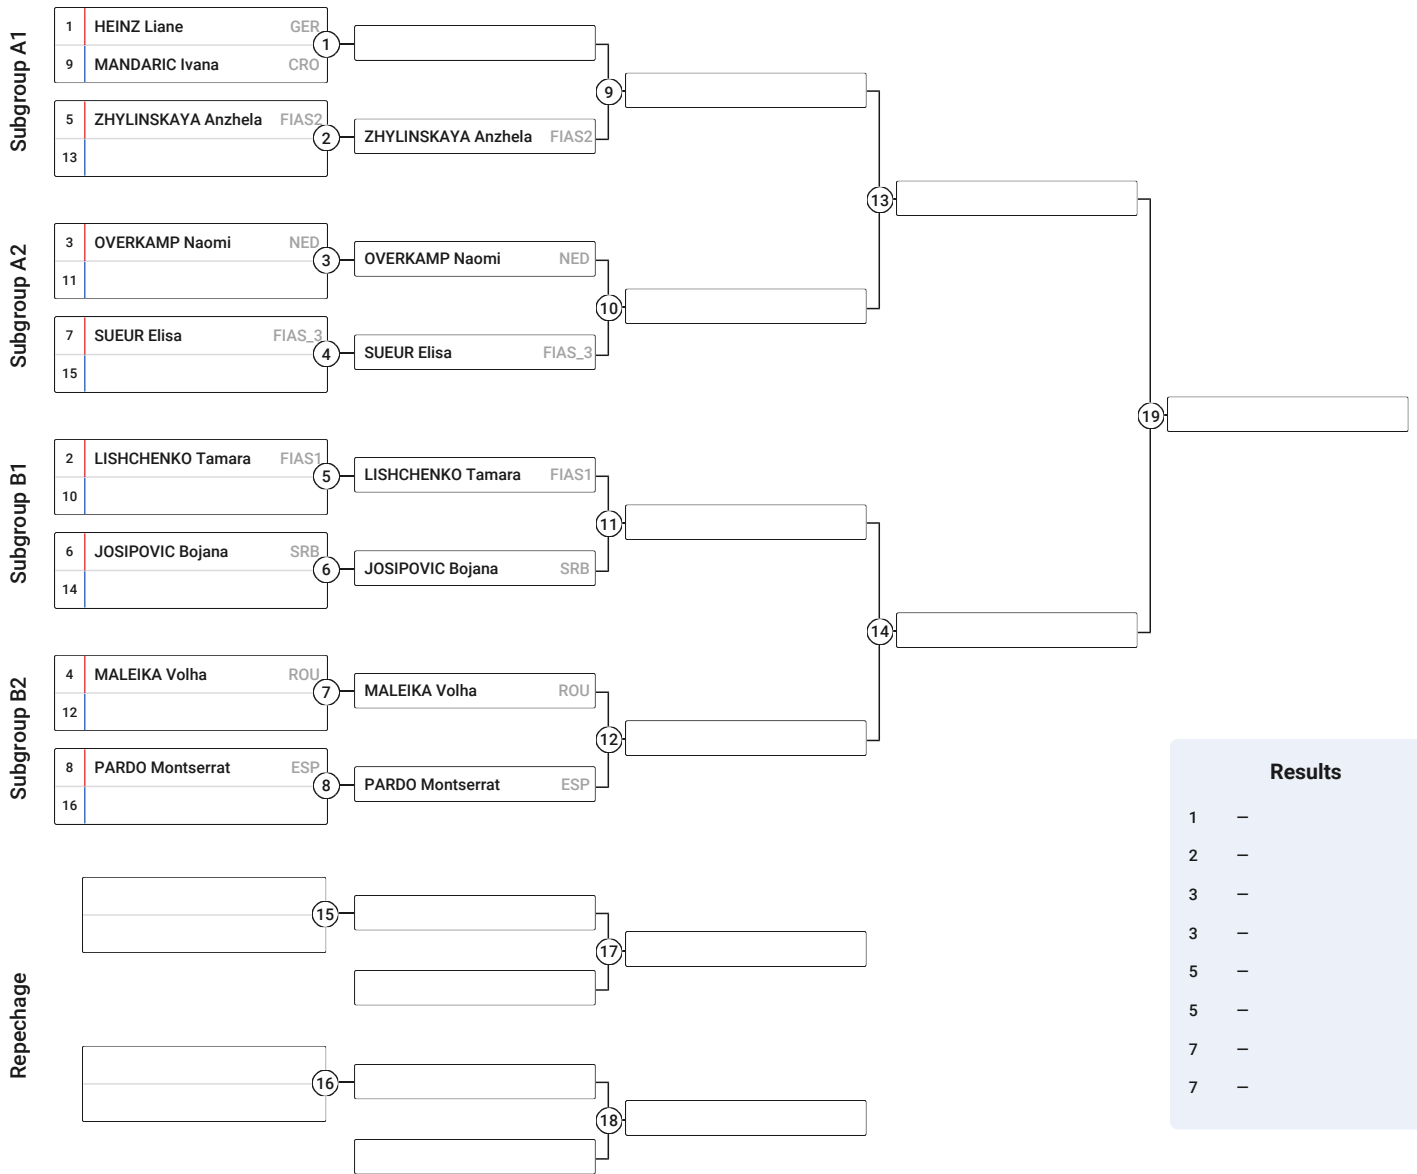 Subgroup A1
1 HEINZ Liane GER
9 MANDARIC Ivana CRO
1
5 ZHYLINSKAYA Anzhela FIAS2
13
2
ZHYLINSKAYA Anzhela FIAS2
9
Subgroup A2
3 OVERKAMP Naomi NED
11
3
OVERKAMP Naomi NED
7 SUEUR Elisa FIAS_3
15
4
SUEUR Elisa FIAS_3
10
13
Subgroup B1
2 LISHCHENKO Tamara FIAS1
10
5
LISHCHENKO Tamara FIAS1
6 JOSIPOVIC Bojana SRB
14
6
JOSIPOVIC Bojana SRB
11
Subgroup B2
4 MALEIKA Volha ROU
12
7
MALEIKA Volha ROU
8 PARDO Montserrat ESP
16
8
PARDO Montserrat ESP
12
14
19
Repechage
15
17
16
18
Results
1 –
2 –
3 –
3 –
5 –
5 –
7 –
7 –